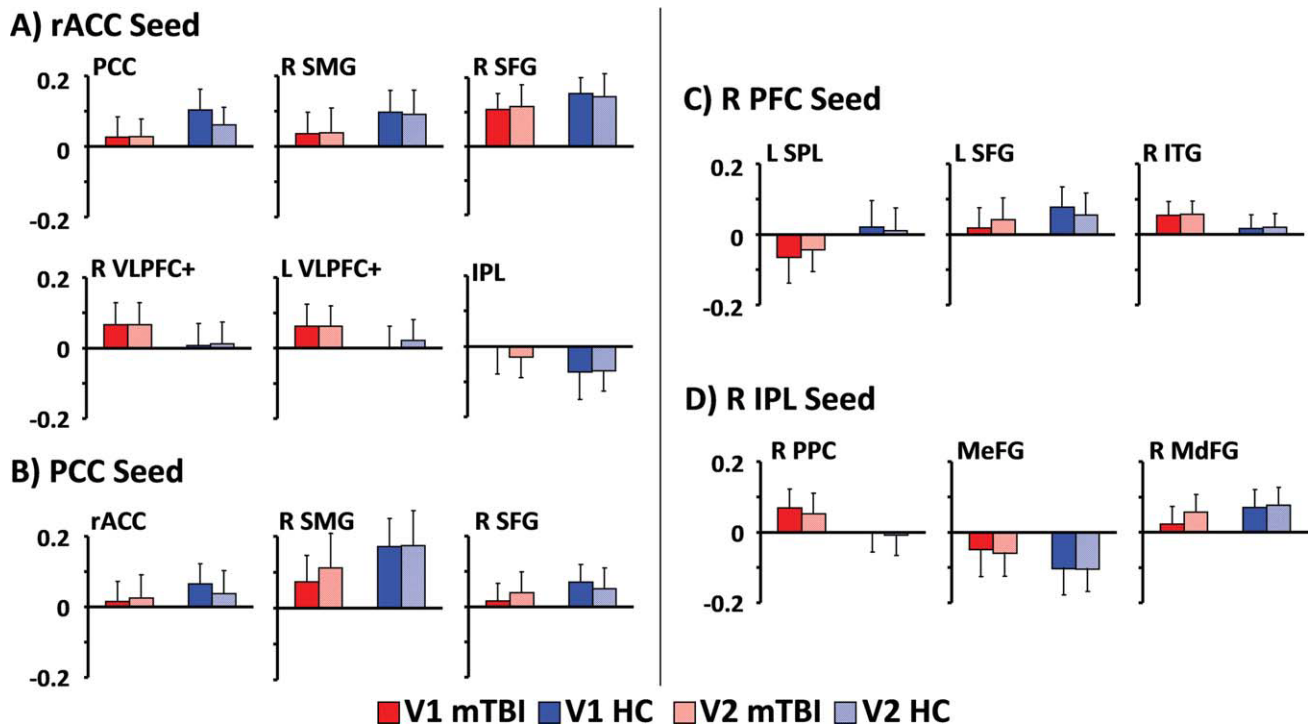 A) rACC Seed
PCC R SMG R SFG
0.2
0
-0.2
R VLPFC+ L VLPFC+ IPL
0.2
0
-0.2
B) PCC Seed
rACC R SMG R SFG
0.2
0
-0.2
C) R PFC Seed
L SPL L SFG R ITG
0.2
0
-0.2
D) R IPL Seed
R PPC MeFG R MdFG
0.2
0
-0.2
V1 mTBI V1 HC V2 mTBI V2 HC